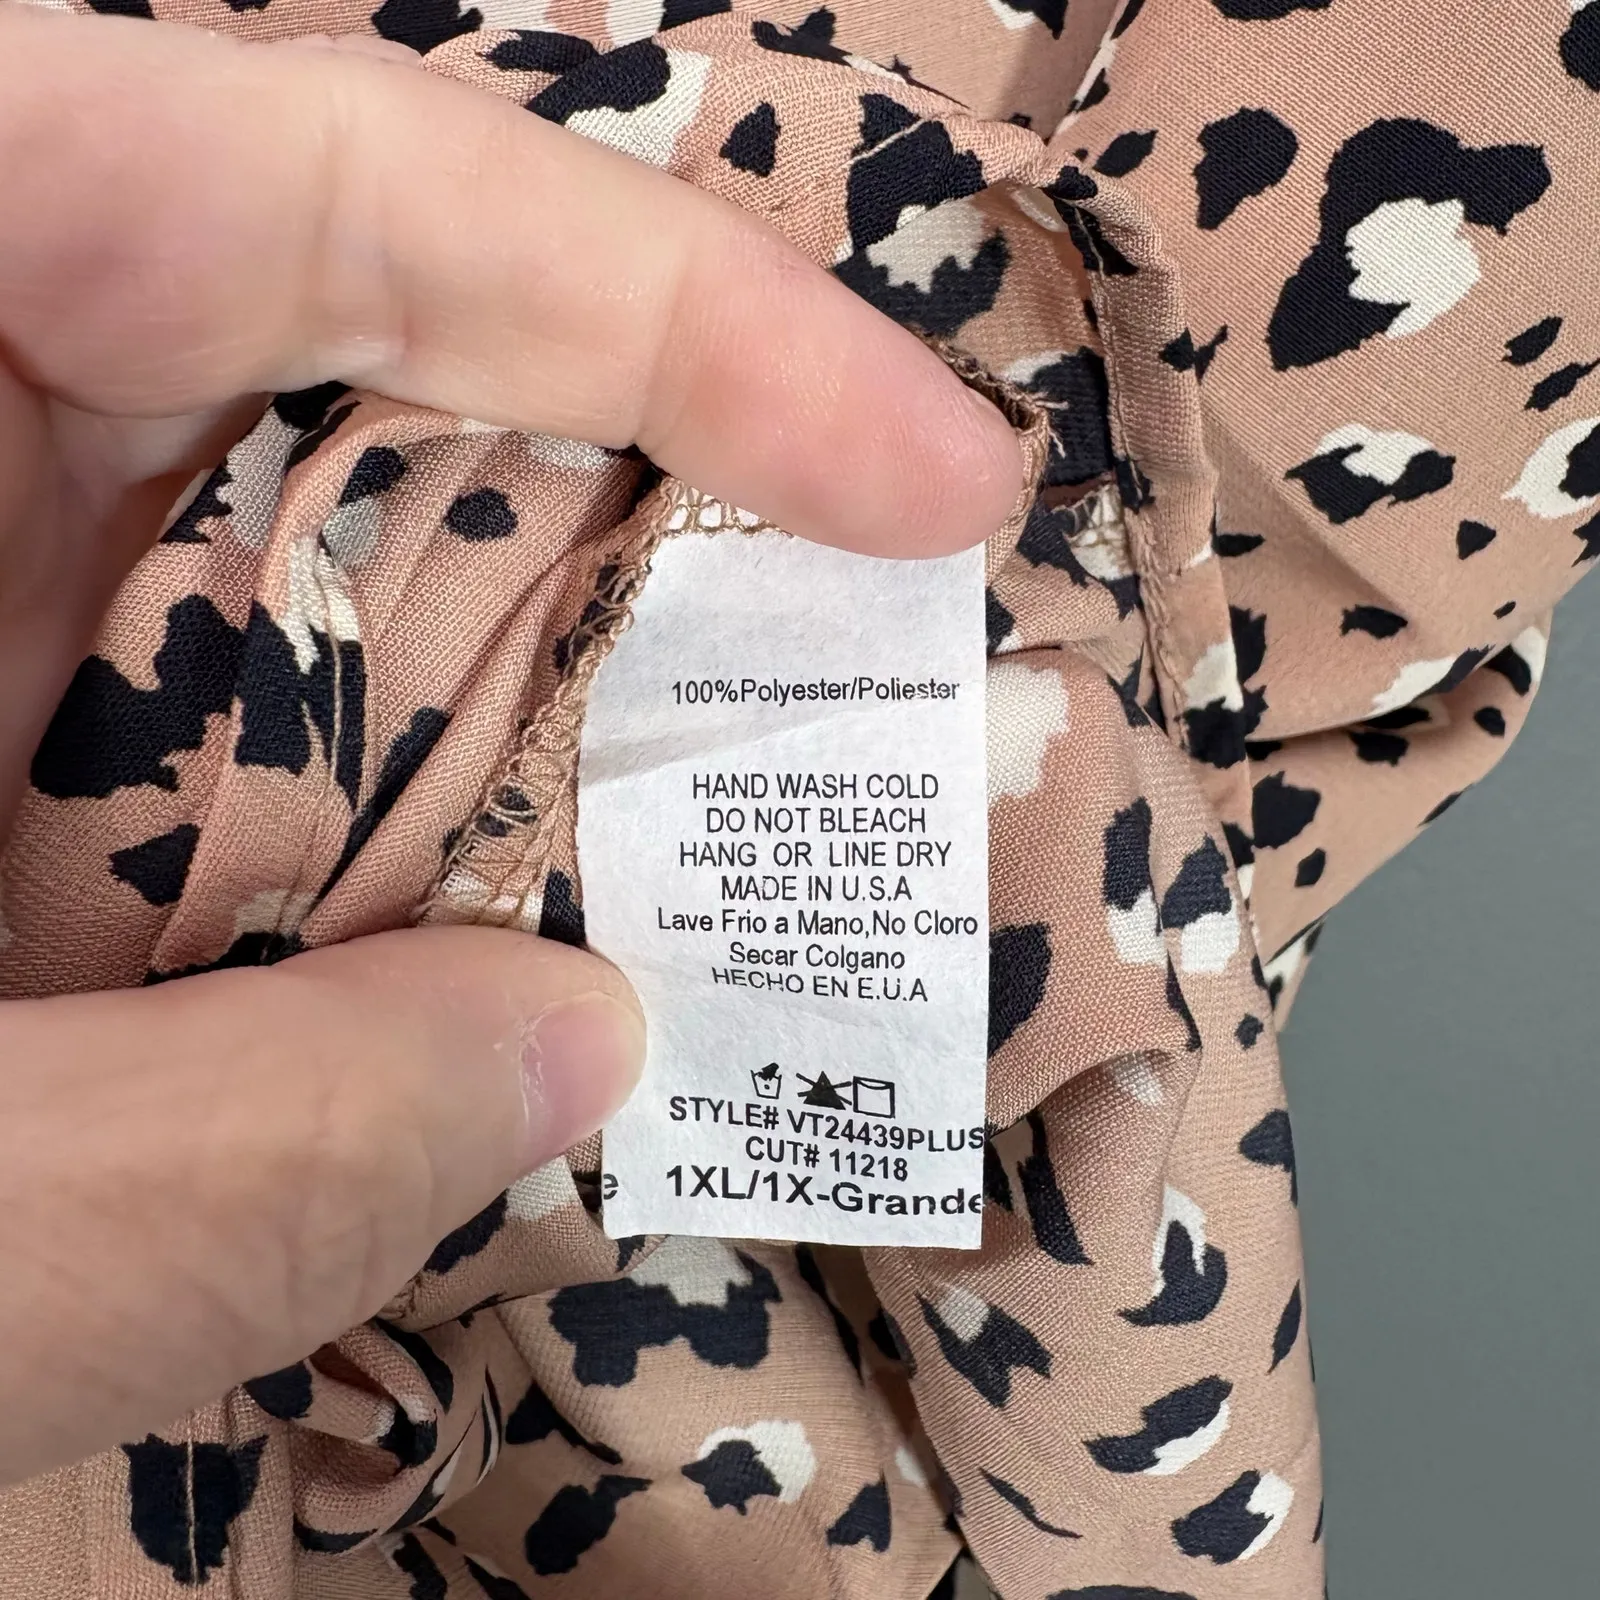 100%Polyester/Poliester
HAND WASH COLD
DO NOT BLEACH
HANG OR LINE DRY
MADE IN U.S.A
Lave Frio a Mano,No Cloro
Secar Colgano
HECHO EN E.U.A
STYLE# VT24439PLUS
CUT# 11218
e 1XL/1X-Grande